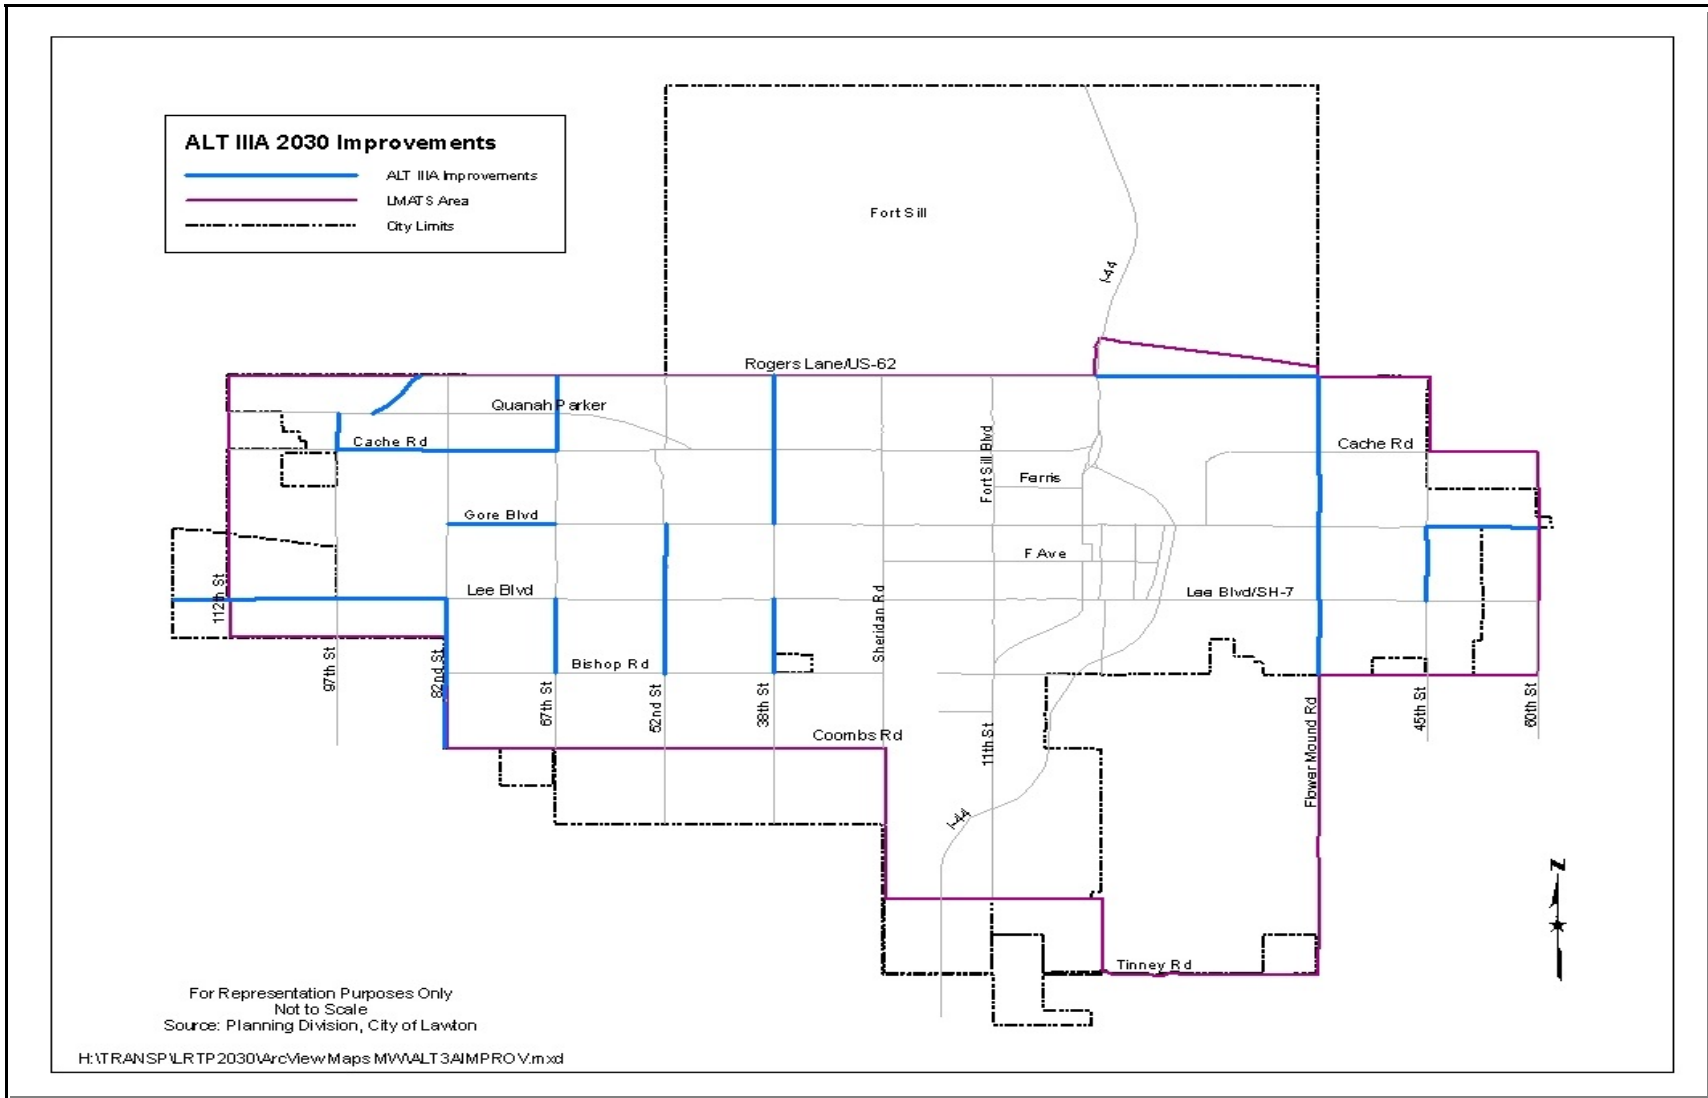 ALT IIIA 2030 Improvements
ALT IIIA Improvements
LMATS Area
City Limits
Fort Sill
I-44
Rogers Lane/US-62
Quanah Parker
Cache Rd
Cache Rd
Fort Sill Blvd
Ferris
Gore Blvd
F Ave
112th St
Lee Blvd
Lee Blvd/SH-7
Sheridan Rd
97th St
82nd St
Bishop Rd
67th St
52nd St
38th St
Coombs Rd
11th St
Flower Mound Rd
45th St
60th St
I-44
N
Tinney Rd
For Representation Purposes Only
Not to Scale
Source: Planning Division, City of Lawton
H:\TRANSP\LRTP2030\ArcView Maps MW\ALT3AIMPROV.mxd